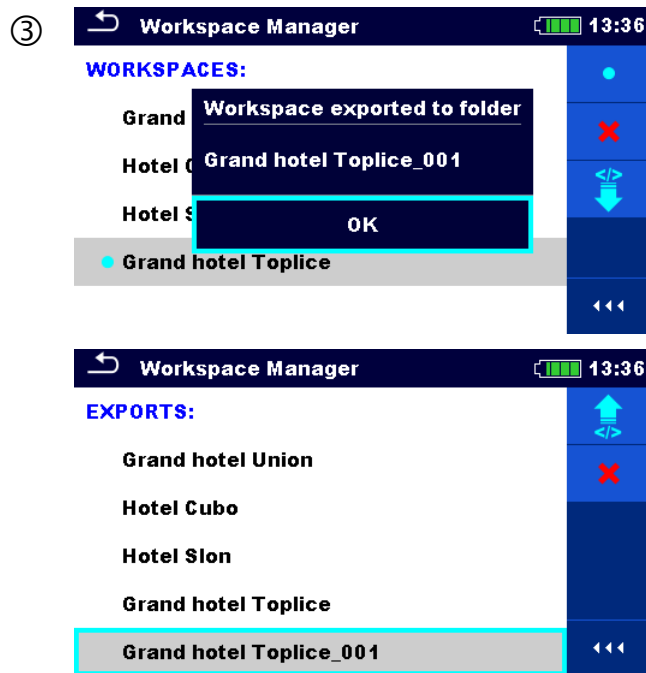 ③
Workspace Manager
13:36
WORKSPACES:
Grand
Workspace exported to folder
Hotel C
Grand hotel Toplice_001
</>
Hotel S
OK
Grand hotel Toplice
Workspace Manager
13:36
EXPORTS:
</>
Grand hotel Union
Hotel Cubo
Hotel Slon
Grand hotel Toplice
Grand hotel Toplice_001